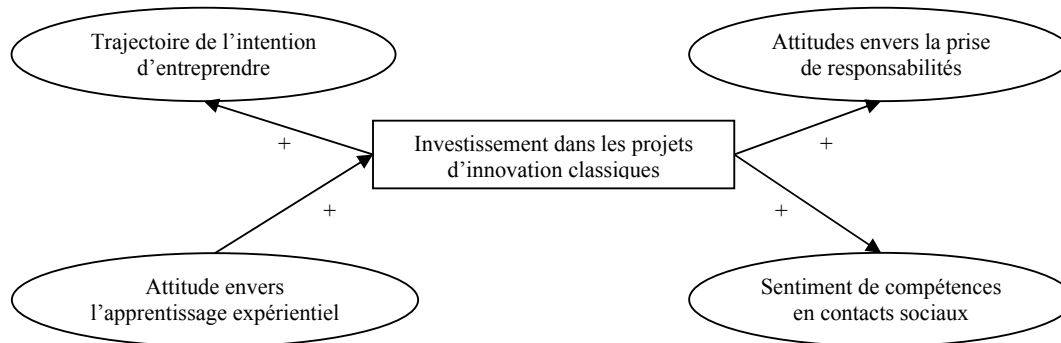 Trajectoire de l’intention
d’entreprendre
Attitudes envers la prise
de responsabilités
+
Investissement dans les projets
d’innovation classiques
+
+
+
Attitude envers
l’apprentissage expérientiel
Sentiment de compétences
en contacts sociaux